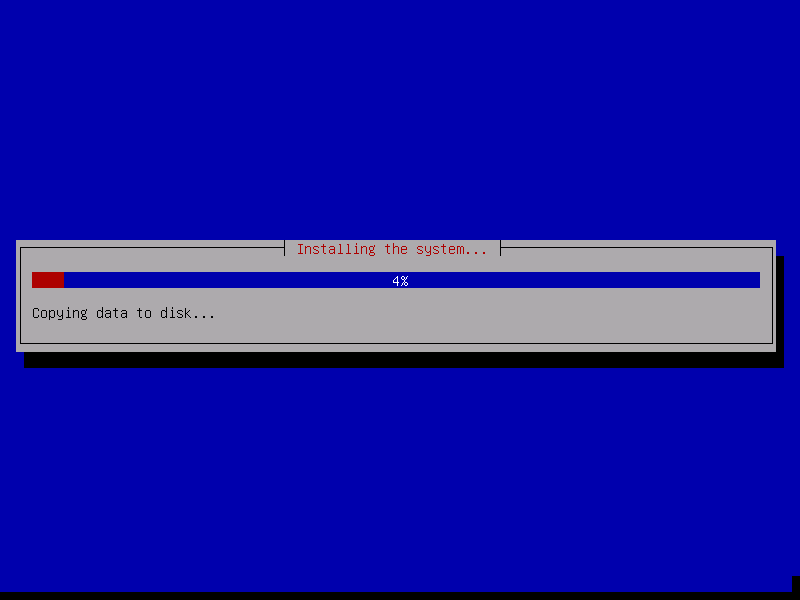 Installing the system...
4%
Copying data to disk...